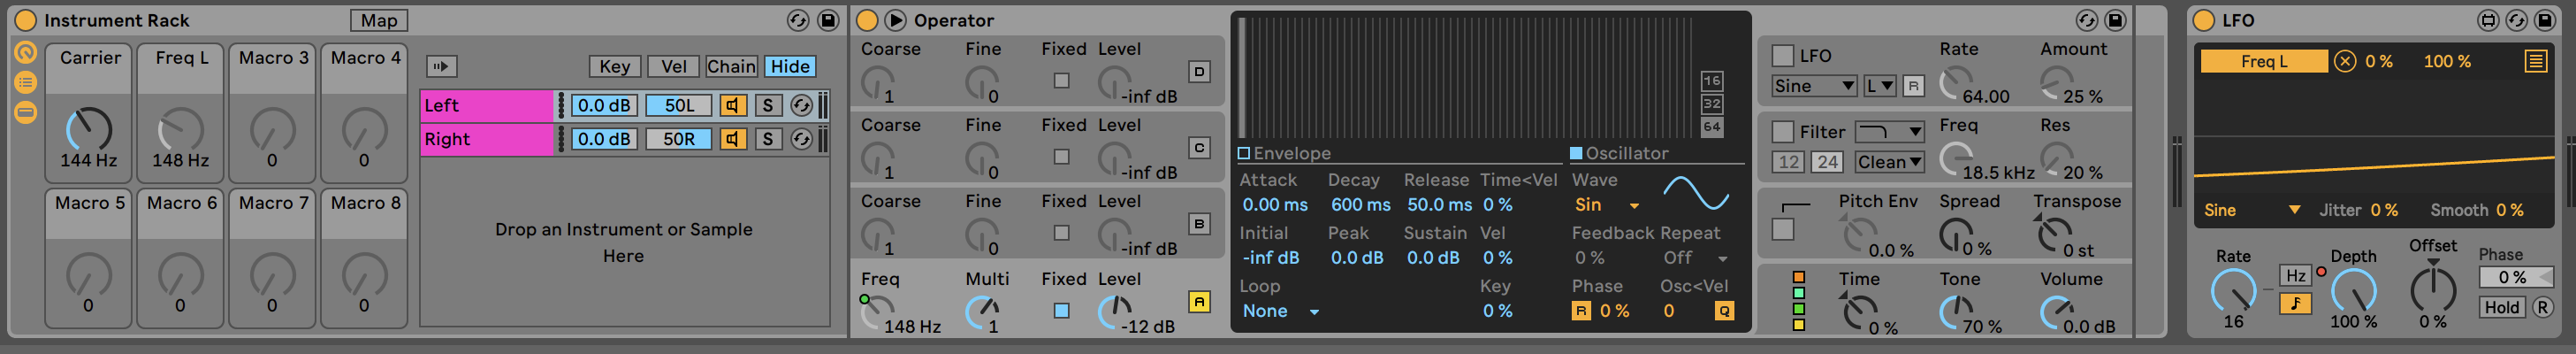 Instrument Rack Map
Carrier Freq L Macro 3 Macro 4
144 Hz 148 Hz 0 0
Macro 5 Macro 6 Macro 7 Macro 8
0 0 0 0
Key Vel Chain Hide
Left 0.0 dB 50L S
Right 0.0 dB 50R S
Drop an Instrument or Sample
Here
Operator
Coarse Fine Fixed Level
1 0 -inf dB D
Coarse Fine Fixed Level
1 0 -inf dB C
Coarse Fine Fixed Level
1 0 -inf dB B
Freq Multi Fixed Level
148 Hz 1 -12 dB A
16
32
64
Envelope Oscillator
Attack Decay Release Time<Vel Wave
0.00 ms 600 ms 50.0 ms 0 % Sin
Initial Peak Sustain Vel Feedback Repeat
-inf dB 0.0 dB 0.0 dB 0 % 0 % Off
Loop Key Phase Osc<Vel
None 0 % R 0 % 0 Q
LFO Rate Amount
Sine L R 64.00 25 %
Filter Freq Res
12 24 Clean 18.5 kHz 20 %
Pitch Env Spread Transpose
0.0 % 0 % 0 st
Time Tone Volume
0 % 70 % 0.0 dB
LFO
Freq L 0 % 100 %
Sine Jitter 0 % Smooth 0 %
Rate Hz Depth Offset Phase
0 %
16 100 % 0 % Hold R